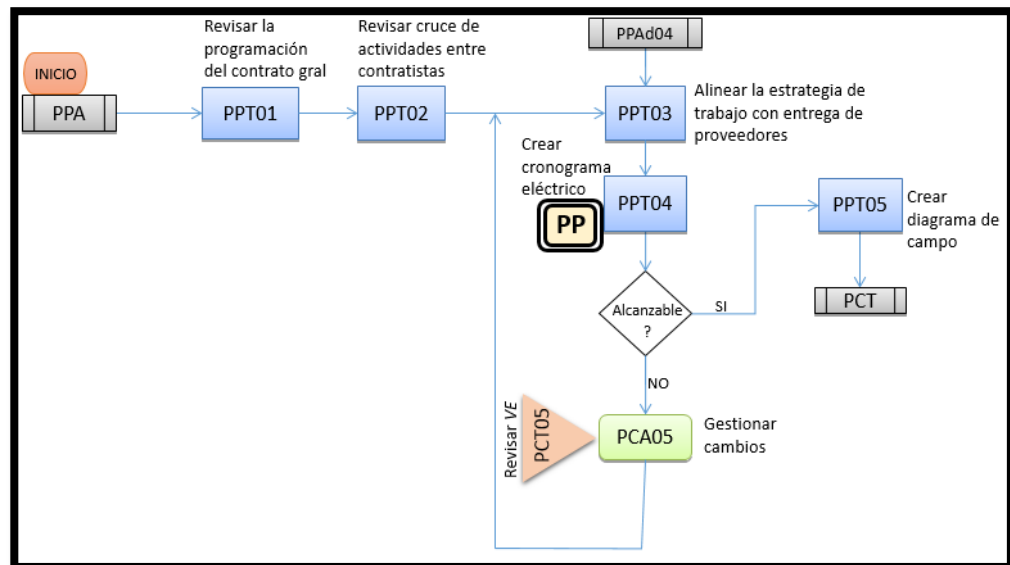 INICIO
PPA
Revisar la
programación
del contrato gral
PPT01
Revisar cruce de
actividades entre
contratistas
PPT02
PPAd04
PPT03
Alinear la estrategia de
trabajo con entrega de
proveedores
Crear
cronograma
eléctrico
PP
PPT04
PPT05
Crear
diagrama de
campo
PCT
Alcanzable
?
SI
NO
Revisar VE
PCT05
PCA05
Gestionar
cambios